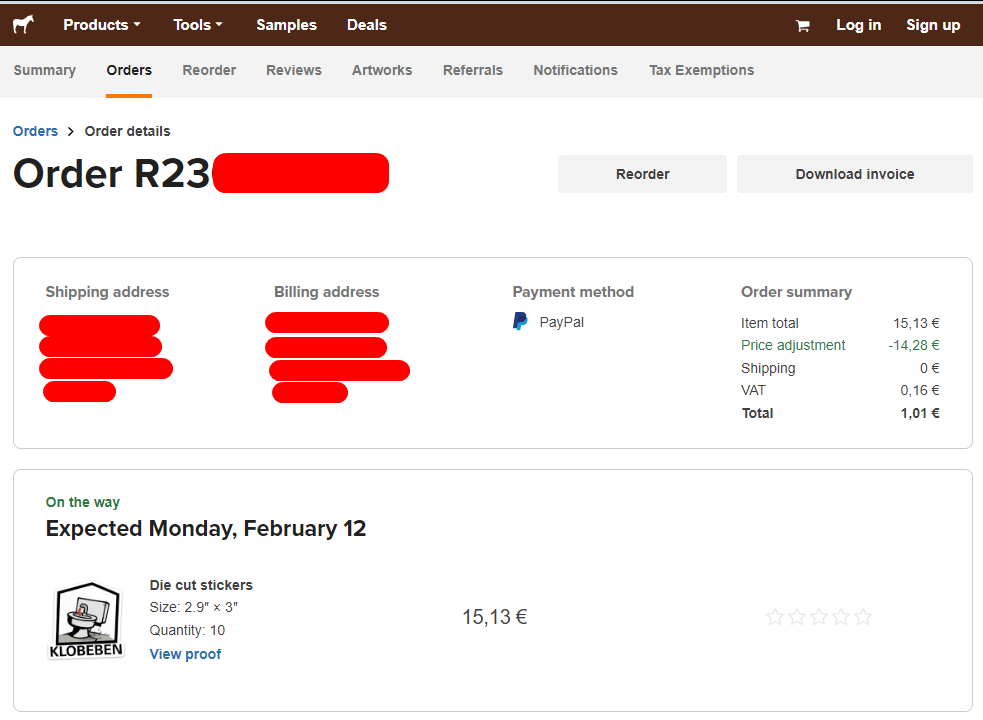 Products Tools Samples Deals Log in Sign up
Summary Orders Reorder Reviews Artworks Referrals Notifications Tax Exemptions
Orders > Order details
Order R23
Reorder Download invoice
Shipping address
Billing address
Payment method
PayPal
Order summary
Item total 15,13 €
Price adjustment -14,28 €
Shipping 0 €
VAT 0,16 €
Total 1,01 €
On the way
Expected Monday, February 12
KLOBEBEN
Die cut stickers
Size: 2.9″ × 3″
Quantity: 10
View proof
15,13 €